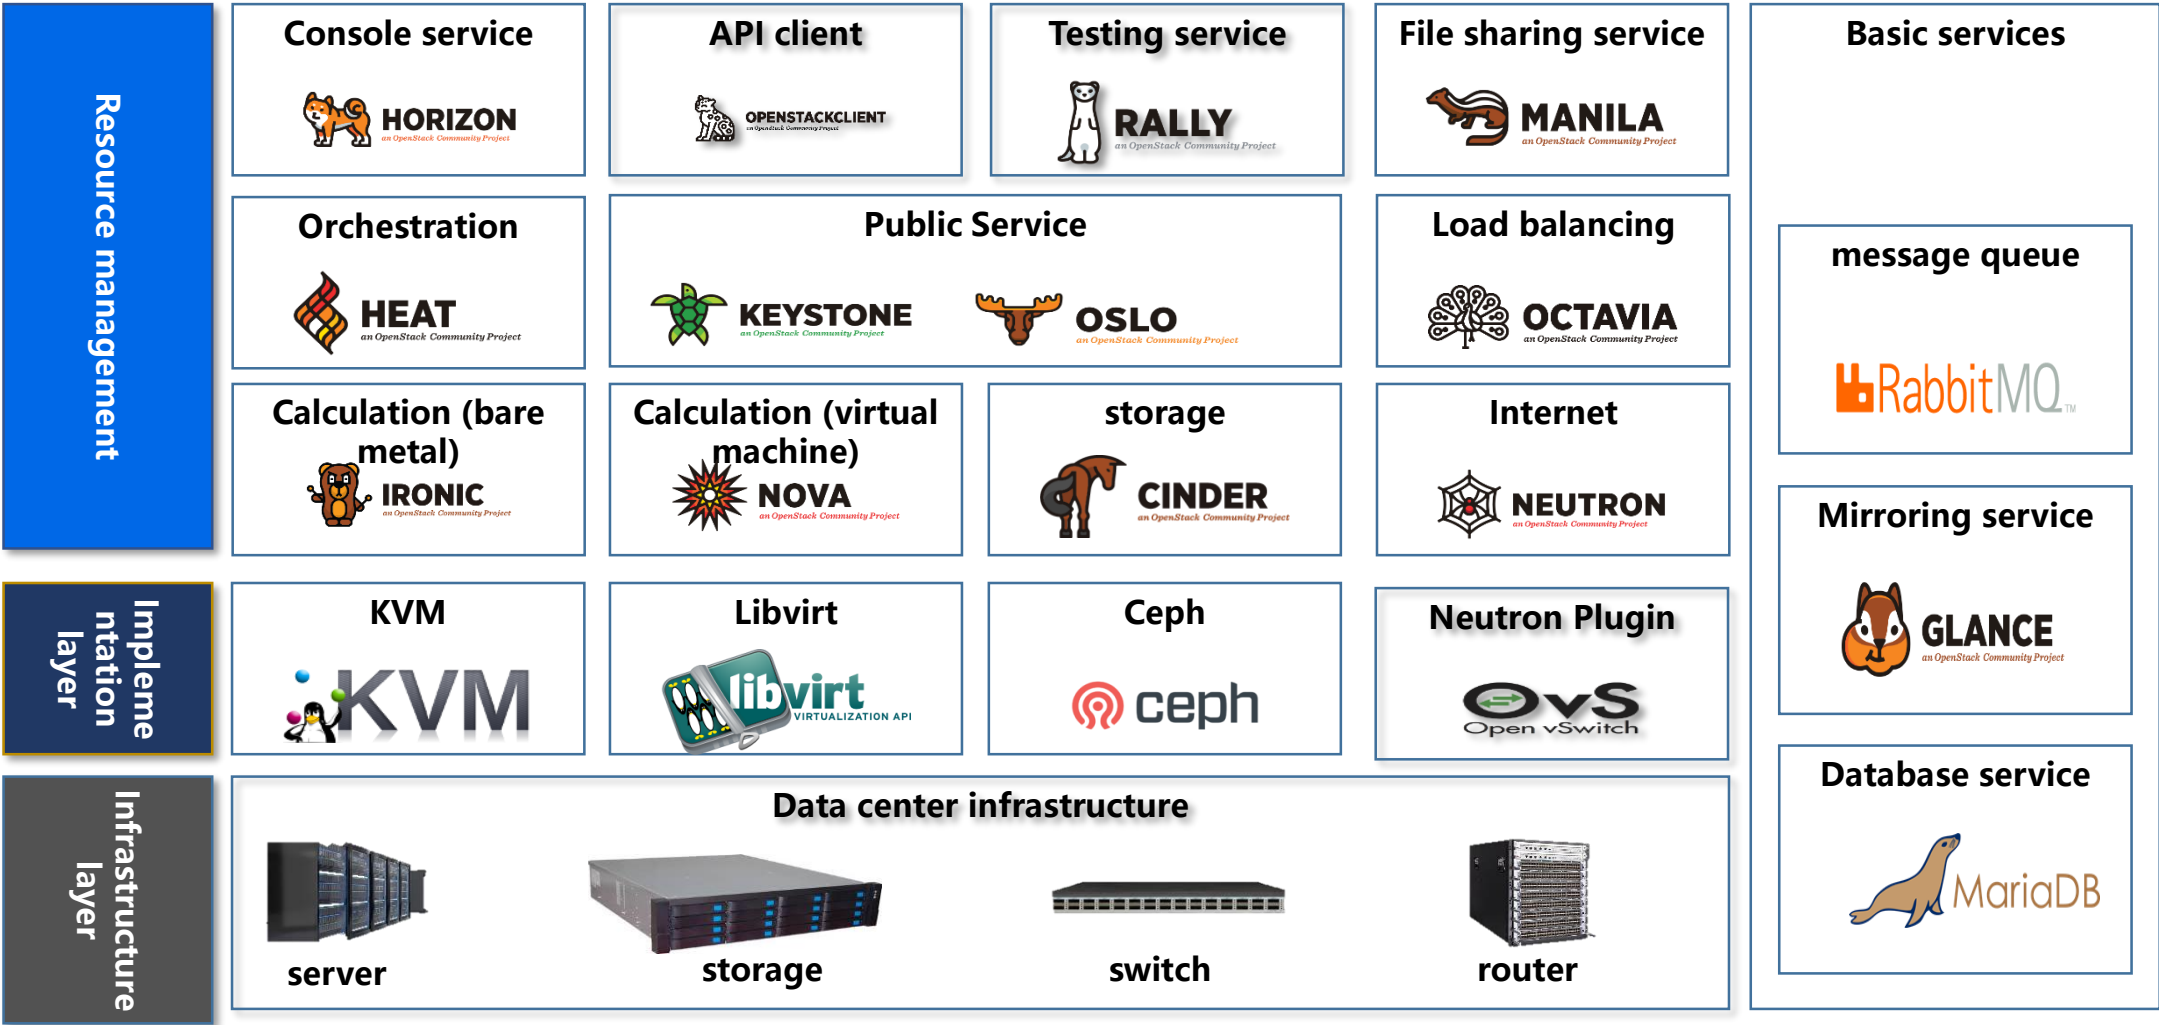 Resource management
Console service
HORIZON
an OpenStack Community Project
API client
OPENSTACKCLIENT
an OpenStack Community Project
Testing service
RALLY
an OpenStack Community Project
File sharing service
MANILA
an OpenStack Community Project
Orchestration
HEAT
an OpenStack Community Project
Public Service
KEYSTONE
an OpenStack Community Project
OSLO
an OpenStack Community Project
Load balancing
OCTAVIA
an OpenStack Community Project
Calculation (bare
metal)
IRONIC
an OpenStack Community Project
Calculation (virtual
machine)
NOVA
an OpenStack Community Project
storage
CINDER
an OpenStack Community Project
Internet
NEUTRON
an OpenStack Community Project
Impleme
ntation
layer
KVM
KVM
Libvirt
libvirt
VIRTUALIZATION API
Ceph
ceph
Neutron Plugin
OvS
Open vSwitch
Infrastructure
layer
Data center infrastructure
server
storage
switch
router
Basic services
message queue
RabbitMQ™
Mirroring service
GLANCE
an OpenStack Community Project
Database service
MariaDB